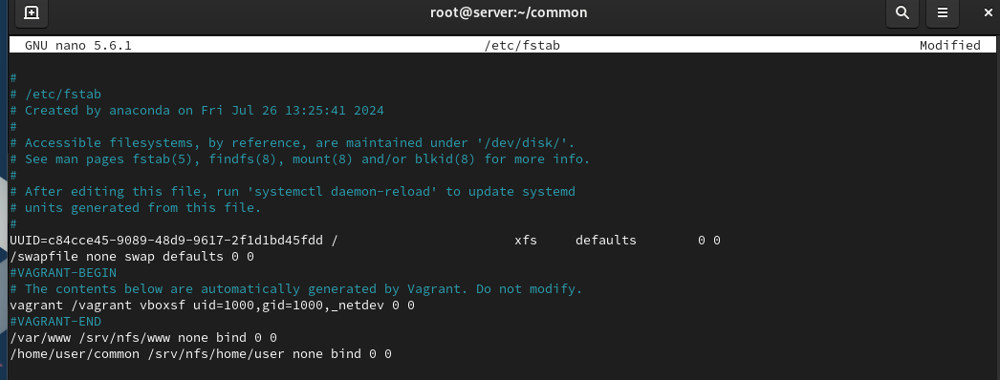 root@server:~/common
GNU nano 5.6.1 /etc/fstab Modified
#
# /etc/fstab
# Created by anaconda on Fri Jul 26 13:25:41 2024
#
# Accessible filesystems, by reference, are maintained under '/dev/disk/'.
# See man pages fstab(5), findfs(8), mount(8) and/or blkid(8) for more info.
#
# After editing this file, run 'systemctl daemon-reload' to update systemd
# units generated from this file.
#
UUID=c84cce45-9089-48d9-9617-2f1d1bd45fdd / xfs defaults 0 0
/swapfile none swap defaults 0 0
#VAGRANT-BEGIN
# The contents below are automatically generated by Vagrant. Do not modify.
vagrant /vagrant vboxsf uid=1000,gid=1000,_netdev 0 0
#VAGRANT-END
/var/www /srv/nfs/www none bind 0 0
/home/user/common /srv/nfs/home/user none bind 0 0